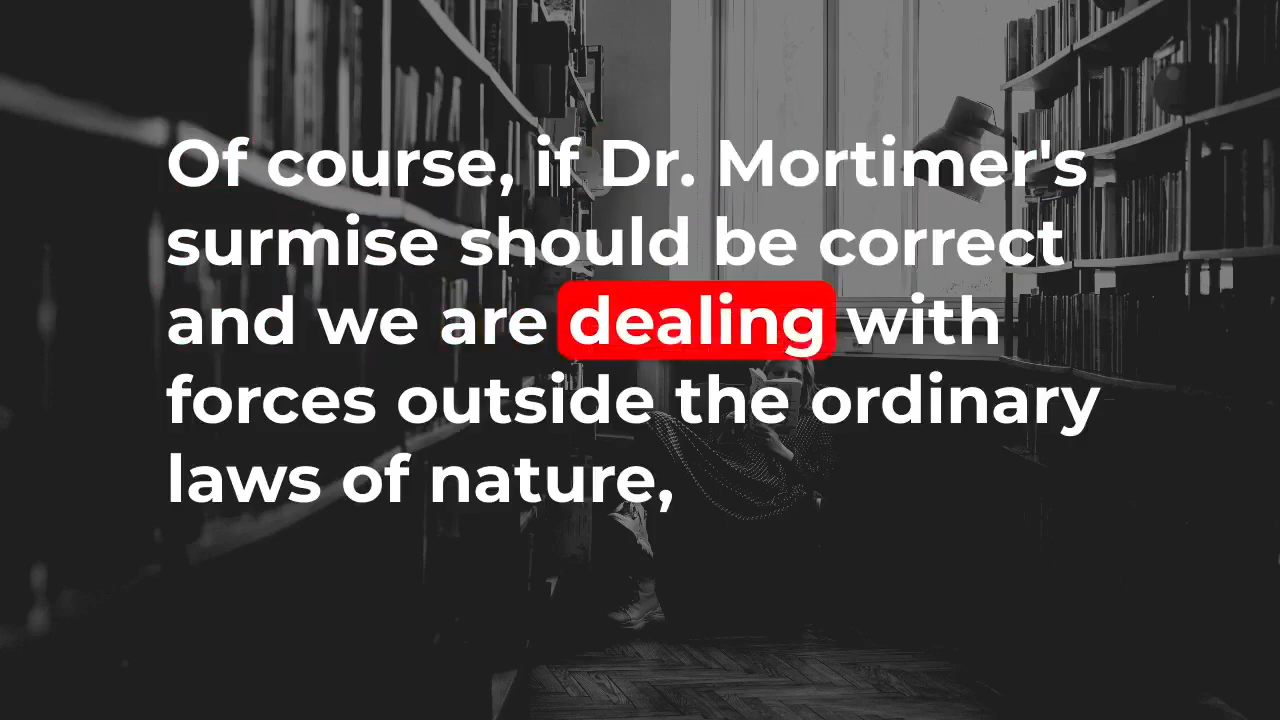 Of course, if Dr. Mortimer's
surmise should be correct
and we are dealing with
forces outside the ordinary
laws of nature,